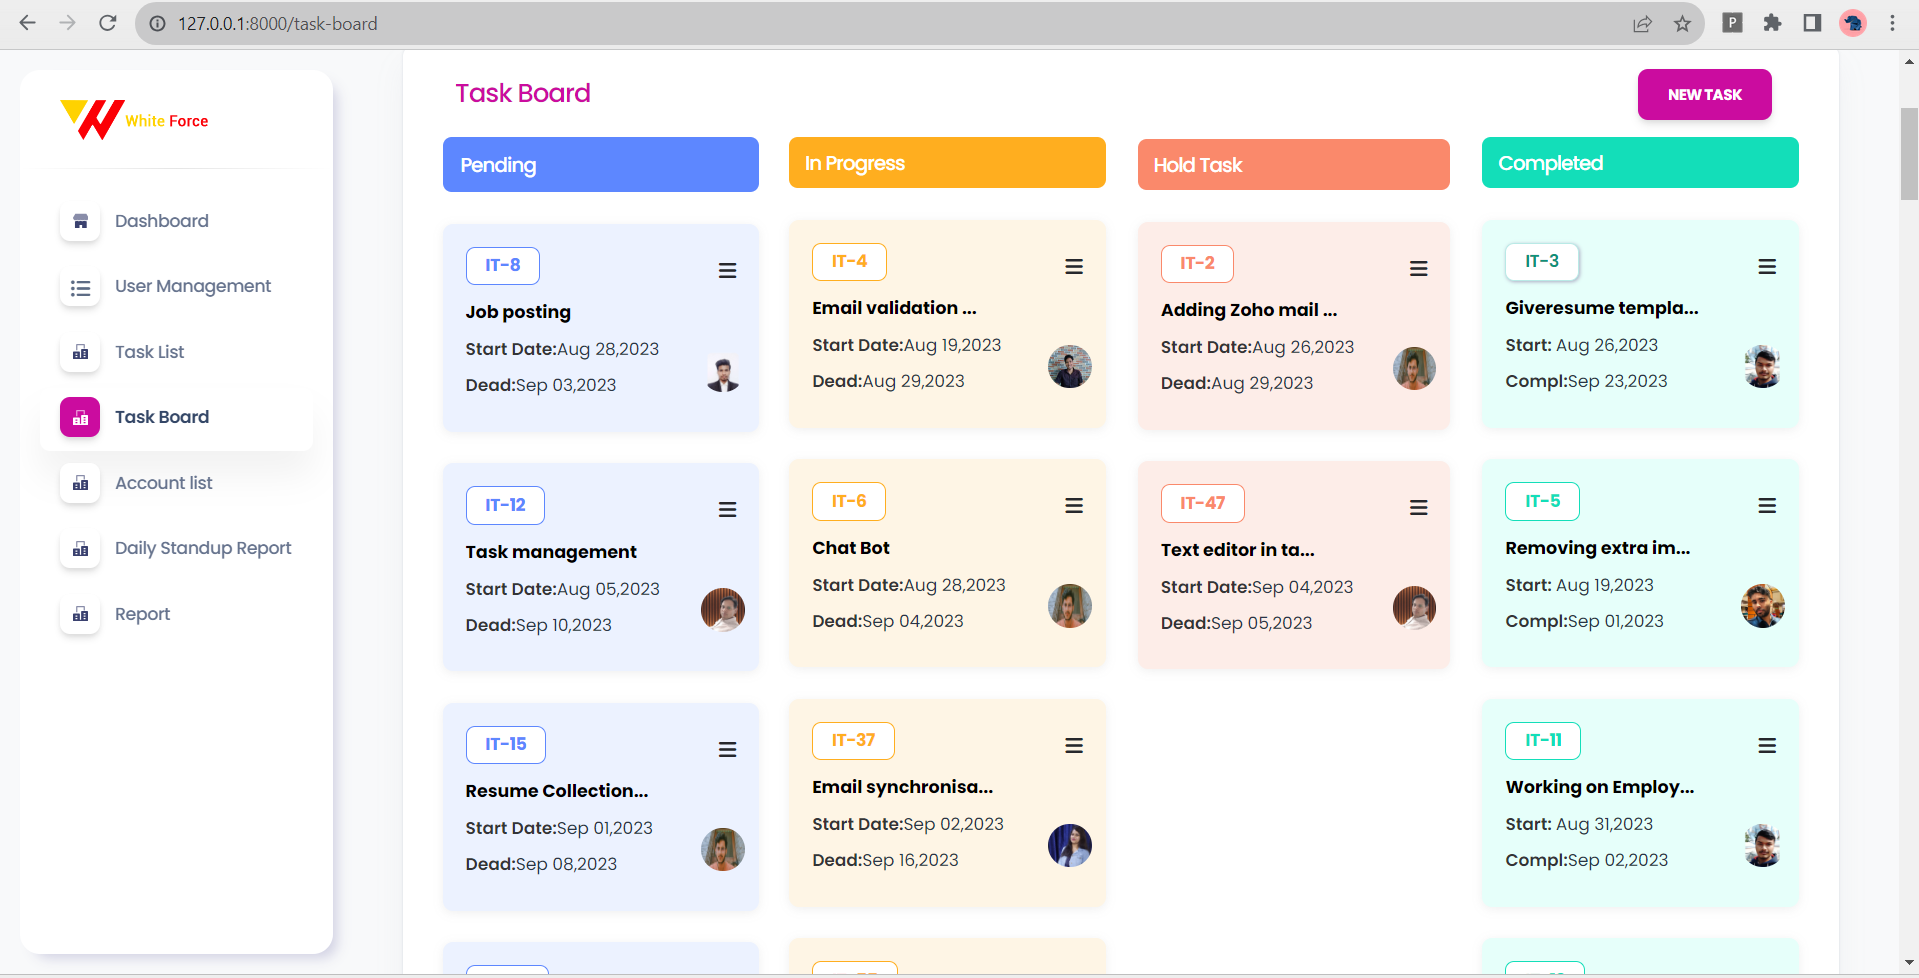 127.0.0.1:8000/task-board
P
White Force
Dashboard
User Management
Task List
Task Board
Account list
Daily Standup Report
Report
Task Board
NEW TASK
Pending
IT-8
Job posting
Start Date:Aug 28,2023
Dead:Sep 03,2023
IT-12
Task management
Start Date:Aug 05,2023
Dead:Sep 10,2023
IT-15
Resume Collection...
Start Date:Sep 01,2023
Dead:Sep 08,2023
In Progress
IT-4
Email validation ...
Start Date:Aug 19,2023
Dead:Aug 29,2023
IT-6
Chat Bot
Start Date:Aug 28,2023
Dead:Sep 04,2023
IT-37
Email synchronisa...
Start Date:Sep 02,2023
Dead:Sep 16,2023
Hold Task
IT-2
Adding Zoho mail ...
Start Date:Aug 26,2023
Dead:Aug 29,2023
IT-47
Text editor in ta...
Start Date:Sep 04,2023
Dead:Sep 05,2023
Completed
IT-3
Giveresume templa...
Start: Aug 26,2023
Compl:Sep 23,2023
IT-5
Removing extra im...
Start: Aug 19,2023
Compl:Sep 01,2023
IT-11
Working on Employ...
Start: Aug 31,2023
Compl:Sep 02,2023